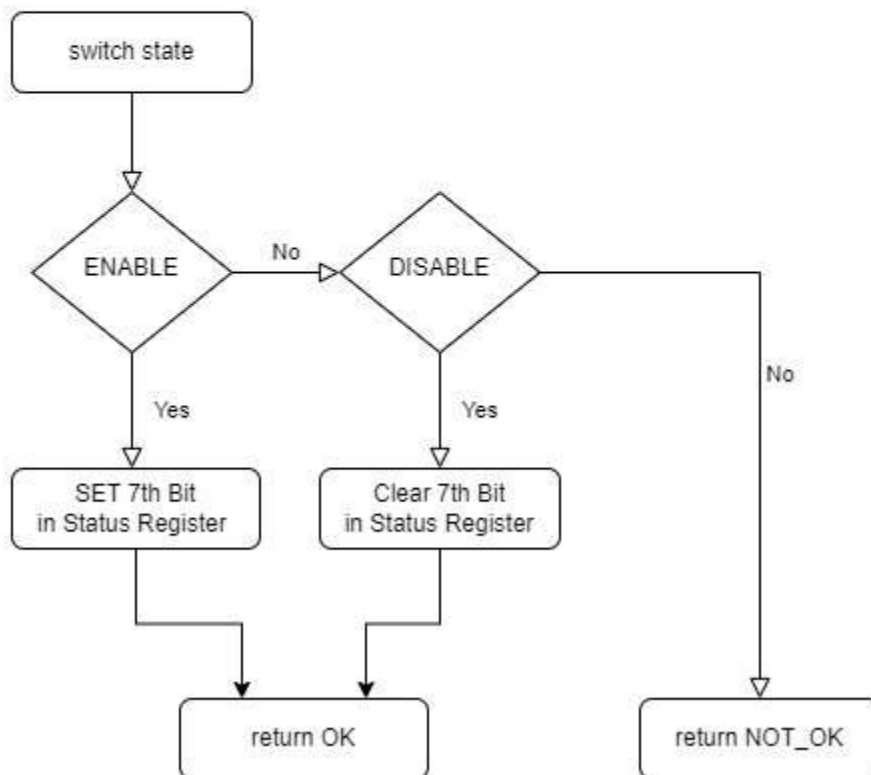 switch state
ENABLE
No
DISABLE
No
Yes
Yes
SET 7th Bit
in Status Register
Clear 7th Bit
in Status Register
return OK
return NOT_OK